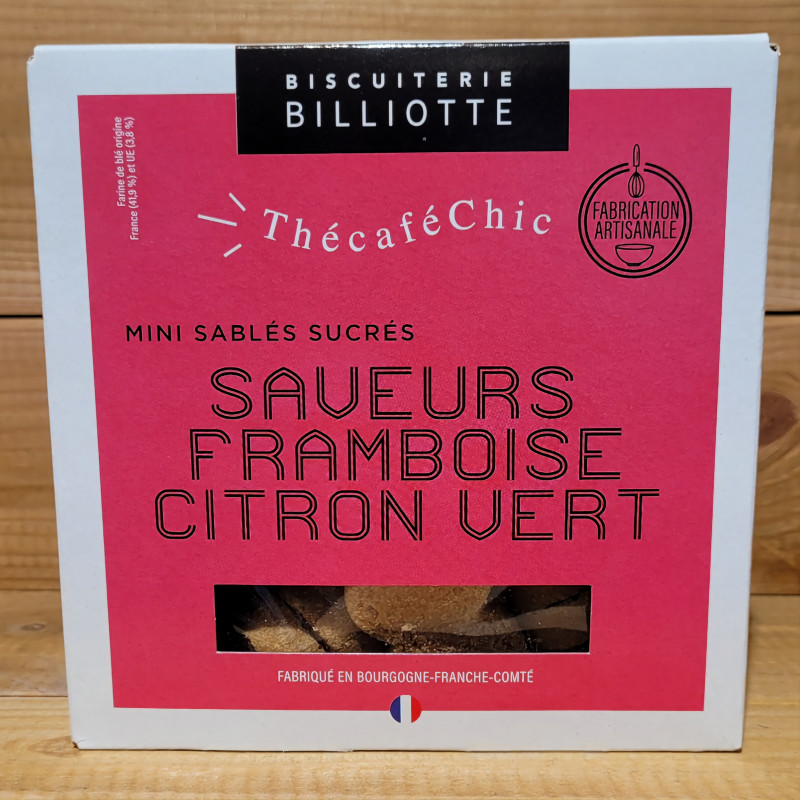 BISCUITERIE
BILLIOTTE
Farine de blé origine
France (41,9 %) et UE (3,8 %)
ThécaféChic
FABRICATION
ARTISANALE
MINI SABLÉS SUCRÉS
SAVEURS
FRAMBOISE
CITRON VERT
FABRIQUÉ EN BOURGOGNE-FRANCHE-COMTÉ